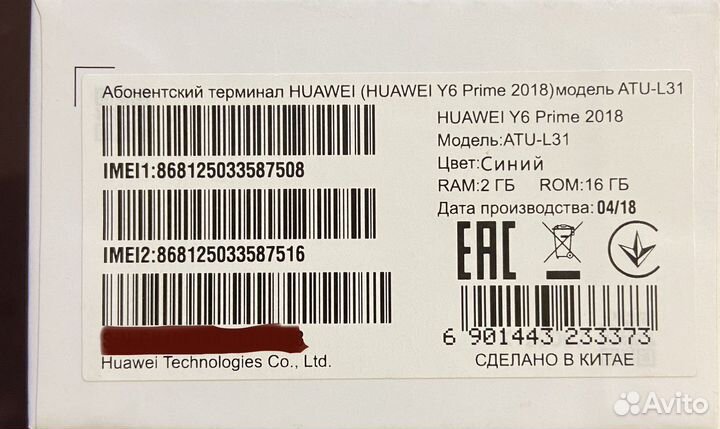 Абонентский терминал HUAWEI (HUAWEI Y6 Prime 2018)модель ATU-L31
HUAWEI Y6 Prime 2018
Модель:ATU-L31
IMEI1:868125033587508
Цвет:Синий
RAM:2 ГБ ROM:16 ГБ
Дата производства:04/18
IMEI2:868125033587516
EAC
6 901443 233373
Huawei Technologies Co., Ltd.
СДЕЛАНО В КИТАЕ
Avito